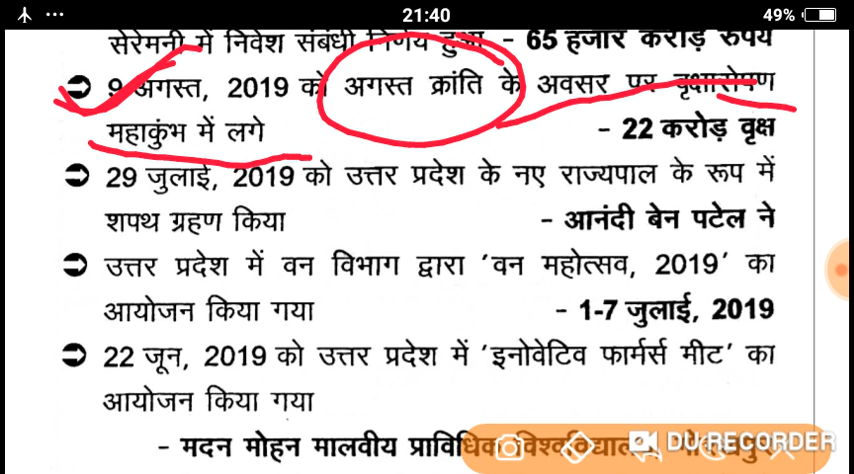 21:40
49%
सेरेमनी में निवेश संबंधी निर्णय हुआ - 65 हजार करोड़ रुपये
9 अगस्त, 2019 को अगस्त क्रांति के अवसर पर वृक्षारोपण
महाकुंभ में लगे - 22 करोड़ वृक्ष
29 जुलाई, 2019 को उत्तर प्रदेश के नए राज्यपाल के रूप में
शपथ ग्रहण किया - आनंदी बेन पटेल ने
उत्तर प्रदेश में वन विभाग द्वारा 'वन महोत्सव, 2019' का
आयोजन किया गया - 1-7 जुलाई, 2019
22 जून, 2019 को उत्तर प्रदेश में 'इनोवेटिव फार्मर्स मीट' का
आयोजन किया गया
- मदन मोहन मालवीय प्राविधिक
DU RECORDER